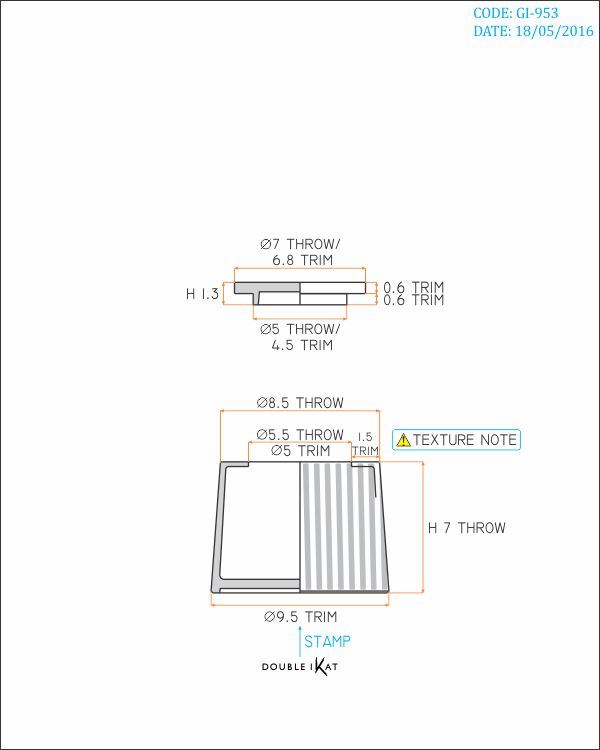 CODE: GI-953
DATE: 18/05/2016
Ø7 THROW/
6.8 TRIM
H 1.3
0.6 TRIM
0.6 TRIM
Ø5 THROW/
4.5 TRIM
Ø8.5 THROW
Ø5.5 THROW
Ø5 TRIM
1.5
TRIM
TEXTURE NOTE
H 7 THROW
Ø9.5 TRIM
STAMP
DOUBLE IKAT